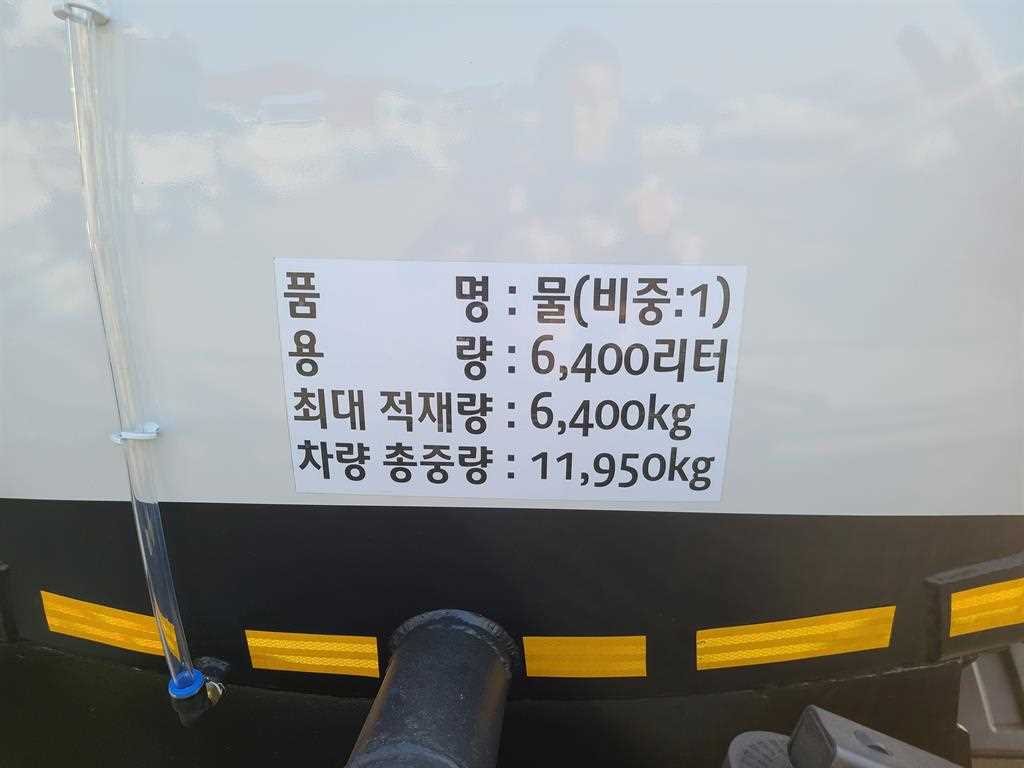 품 명 : 물(비중:1)
용 량 : 6,400리터
최대 적재량 : 6,400kg
차량 총중량 : 11,950kg